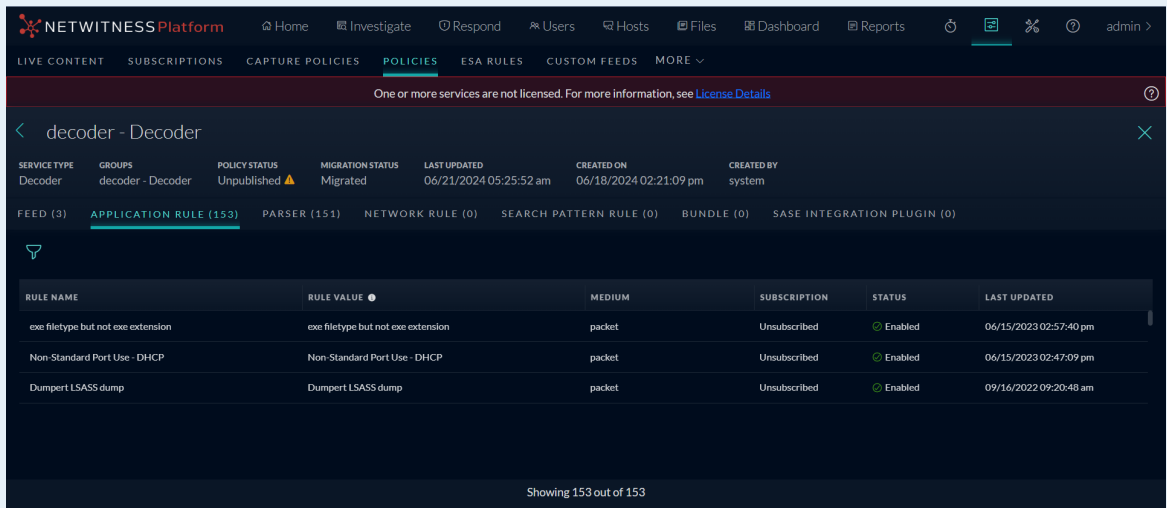 NETWITNESS Platform Home Investigate Respond Users Hosts Files Dashboard Reports admin >
LIVE CONTENT SUBSCRIPTIONS CAPTURE POLICIES POLICIES ESA RULES CUSTOM FEEDS MORE
One or more services are not licensed. For more information, see License Details
decoder - Decoder
SERVICE TYPE GROUPS POLICY STATUS MIGRATION STATUS LAST UPDATED CREATED ON CREATED BY
Decoder decoder - Decoder Unpublished Migrated 06/21/2024 05:25:52 am 06/18/2024 02:21:09 pm system
FEED (3) APPLICATION RULE (153) PARSER (151) NETWORK RULE (0) SEARCH PATTERN RULE (0) BUNDLE (0) SASE INTEGRATION PLUGIN (0)
RULE NAME RULE VALUE MEDIUM SUBSCRIPTION STATUS LAST UPDATED
exe filetype but not exe extension exe filetype but not exe extension packet Unsubscribed Enabled 06/15/2023 02:57:40 pm
Non-Standard Port Use - DHCP Non-Standard Port Use - DHCP packet Unsubscribed Enabled 06/15/2023 02:47:09 pm
Dumpert LSASS dump Dumpert LSASS dump packet Unsubscribed Enabled 09/16/2022 09:20:48 am
Showing 153 out of 153